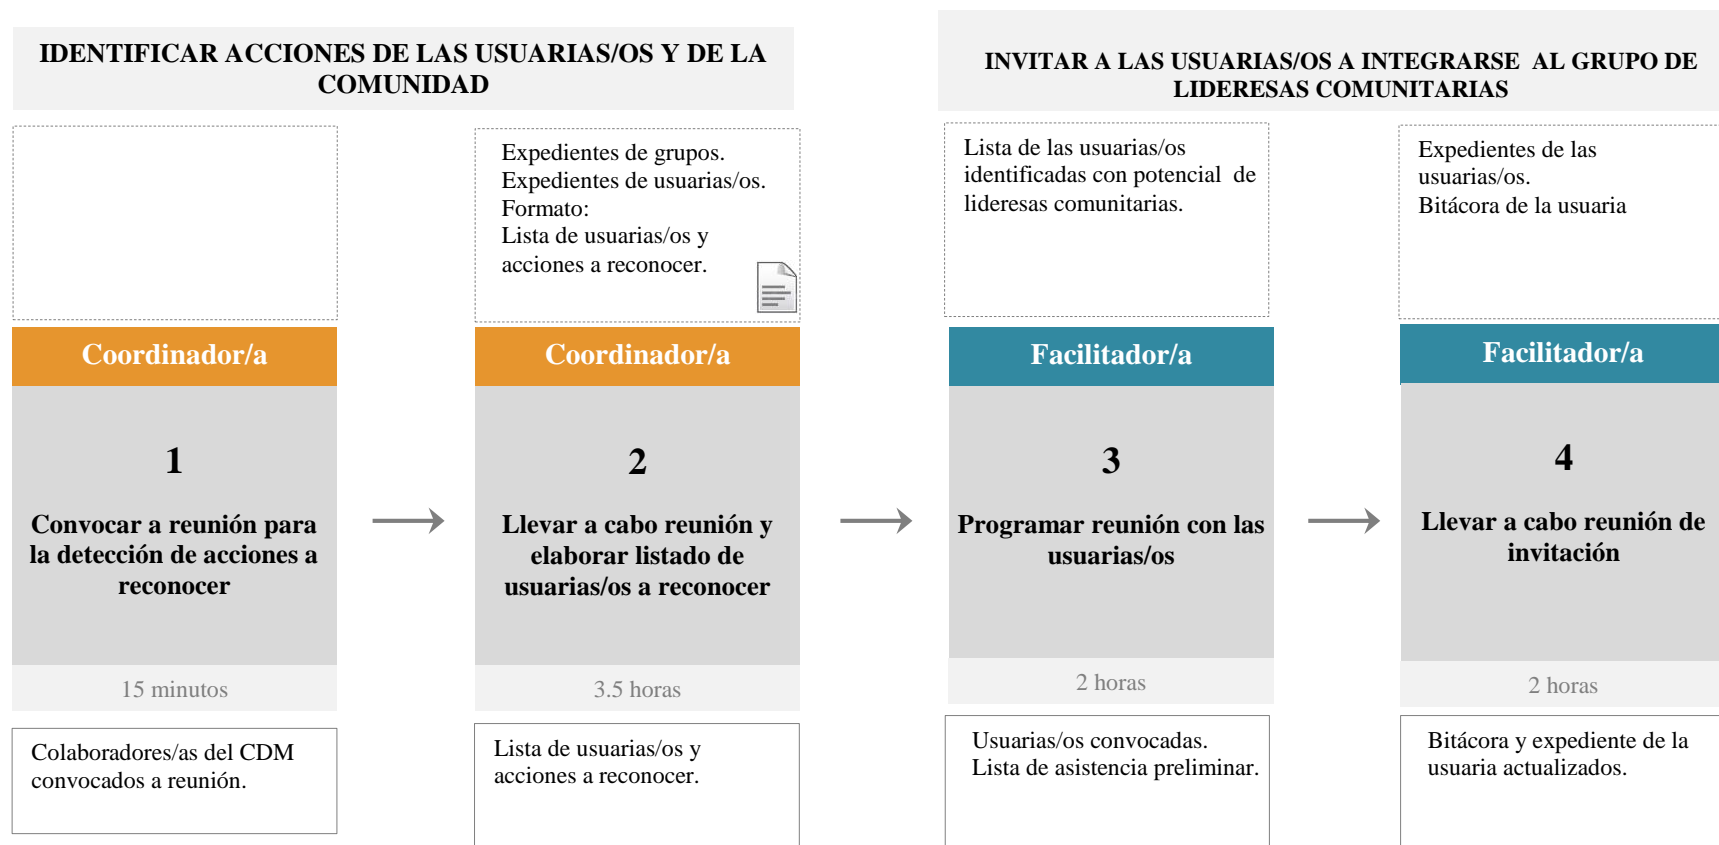 IDENTIFICAR ACCIONES DE LAS USUARIAS/OS Y DE LA
COMUNIDAD
INVITAR A LAS USUARIAS/OS A INTEGRARSE AL GRUPO DE
LIDERESAS COMUNITARIAS
Expedientes de grupos.
Expedientes de usuarias/os.
Formato:
Lista de usuarias/os y
acciones a reconocer.
Lista de las usuarias/os
identificadas con potencial de
lideresas comunitarias.
Expedientes de las
usuarias/os.
Bitácora de la usuaria
Coordinador/a
1
Convocar a reunión para
la detección de acciones a
reconocer
15 minutos
Colaboradores/as del CDM
convocados a reunión.
Coordinador/a
2
Llevar a cabo reunión y
elaborar listado de
usuarias/os a reconocer
3.5 horas
Lista de usuarias/os y
acciones a reconocer.
Facilitador/a
3
Programar reunión con las
usuarias/os
2 horas
Usuarias/os convocadas.
Lista de asistencia preliminar.
Facilitador/a
4
Llevar a cabo reunión de
invitación
2 horas
Bitácora y expediente de la
usuaria actualizados.